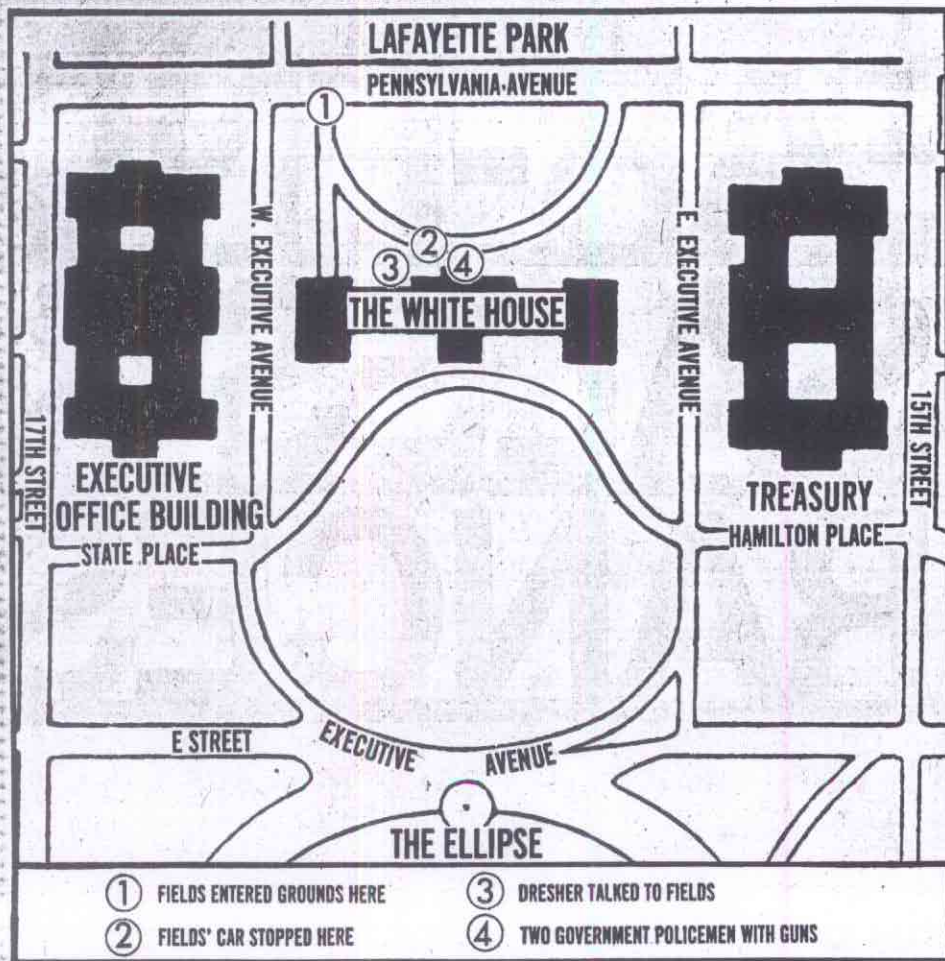 LAFAYETTE PARK
PENNSYLVANIA·AVENUE
1
W. EXECUTIVE AVENUE
E. EXECUTIVE AVENUE
2
3
4
THE WHITE HOUSE
17TH STREET
15TH STREET
EXECUTIVE
OFFICE BUILDING
STATE PLACE
TREASURY
HAMILTON PLACE
E STREET
EXECUTIVE AVENUE
THE ELLIPSE
1 FIELDS ENTERED GROUNDS HERE
2 FIELDS' CAR STOPPED HERE
3 DRESHER TALKED TO FIELDS
4 TWO GOVERNMENT POLICEMEN WITH GUNS